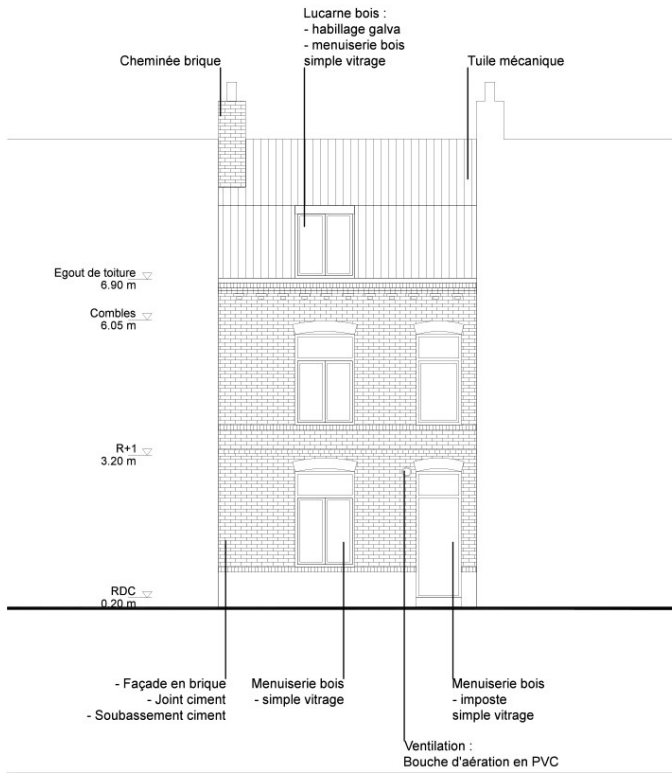 Lucarne bois :
- habillage galva
- menuiserie bois
simple vitrage
Cheminée brique
Tuile mécanique
Egout de toiture
6.90 m
Combles
6.05 m
R+1
3.20 m
RDC
0.20 m
- Façade en brique
- Joint ciment
- Soubassement ciment
Menuiserie bois
- simple vitrage
Menuiserie bois
- imposte
simple vitrage
Ventilation :
Bouche d'aération en PVC